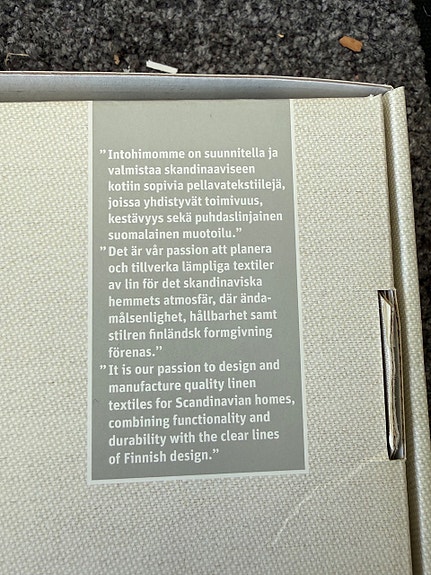 ”Intohimomme on suunnitella ja
valmistaa skandinaaviseen
kotiin sopivia pellavatekstiilejä,
joissa yhdistyvät toimivuus,
kestävyys sekä puhdaslinjainen
suomalainen muotoilu.”
”Det är vår passion att planera
och tillverka lämpliga textiler
av lin för det skandinaviska
hemmets atmosfär, där ända-
målsenlighet, hållbarhet samt
stilren finländsk formgivning
förenas.”
”It is our passion to design and
manufacture quality linen
textiles for Scandinavian homes,
combining functionality and
durability with the clear lines
of Finnish design.”